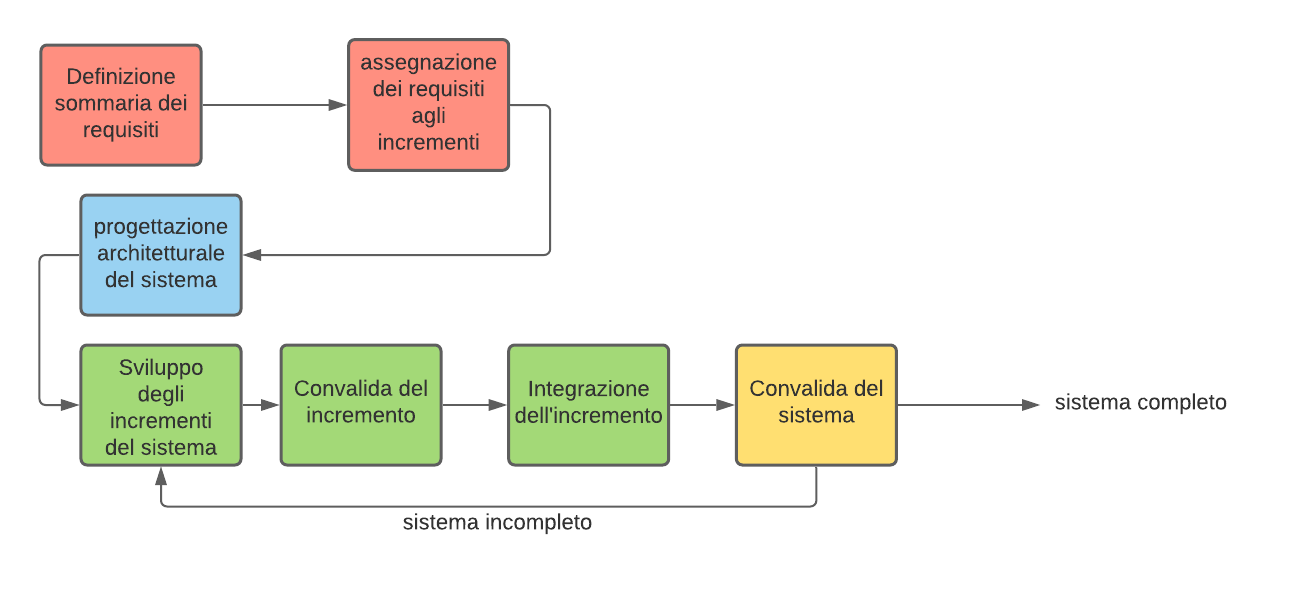 Definizione
sommaria dei
requisiti
assegnazione
dei requisiti
agli
incrementi
progettazione
architetturale
del sistema
Sviluppo
degli
incrementi
del sistema
Convalida del
incremento
Integrazione
dell'incremento
Convalida del
sistema
sistema completo
sistema incompleto